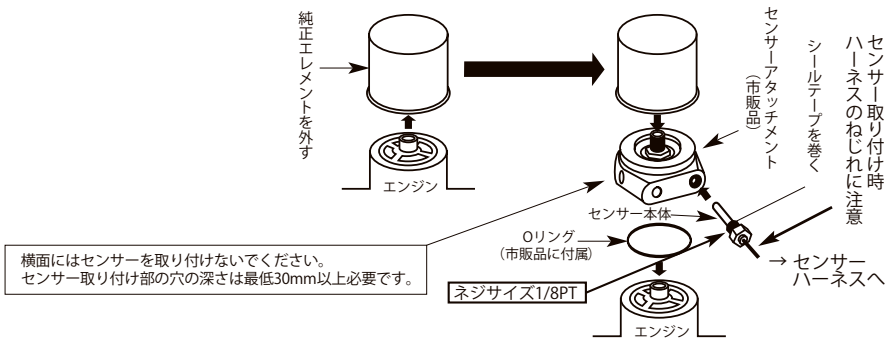 純正エレメントを外す
エンジン
センサーアタッチメント
(市販品)
シールテープを巻く
センサー取り付け時
ハーネスのねじれに注意
センサー本体
Oリング
(市販品に付属)
→ センサー
ハーネスへ
横面にはセンサーを取り付けないでください。
センサー取り付け部の穴の深さは最低30mm以上必要です。
ネジサイズ1/8PT
エンジン